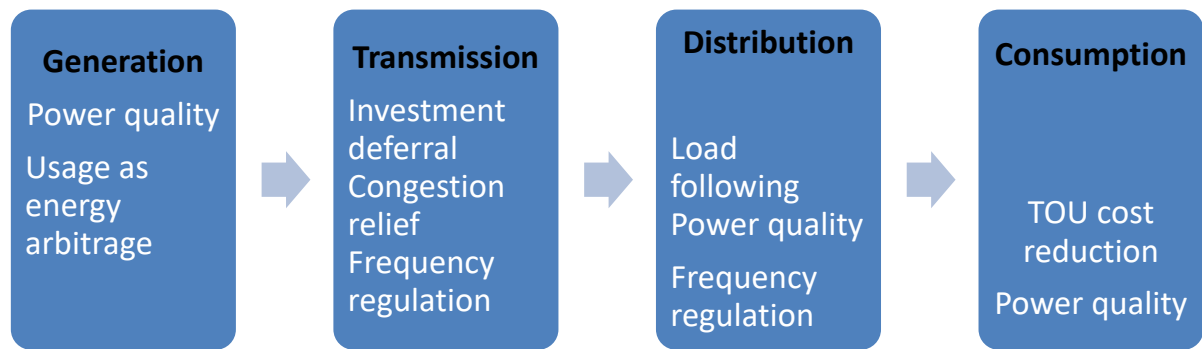 Generation
Power quality
Usage as
energy
arbitrage
Transmission
Investment
deferral
Congestion
relief
Frequency
regulation
Distribution
Load
following
Power quality
Frequency
regulation
Consumption
TOU cost
reduction
Power quality